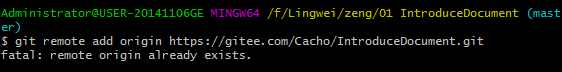 Administrator@USER-20141106GE MINGW64 /f/Lingwei/zeng/01 IntroduceDocument (mast
er)
$ git remote add origin https://gitee.com/Cacho/IntroduceDocument.git
fatal: remote origin already exists.